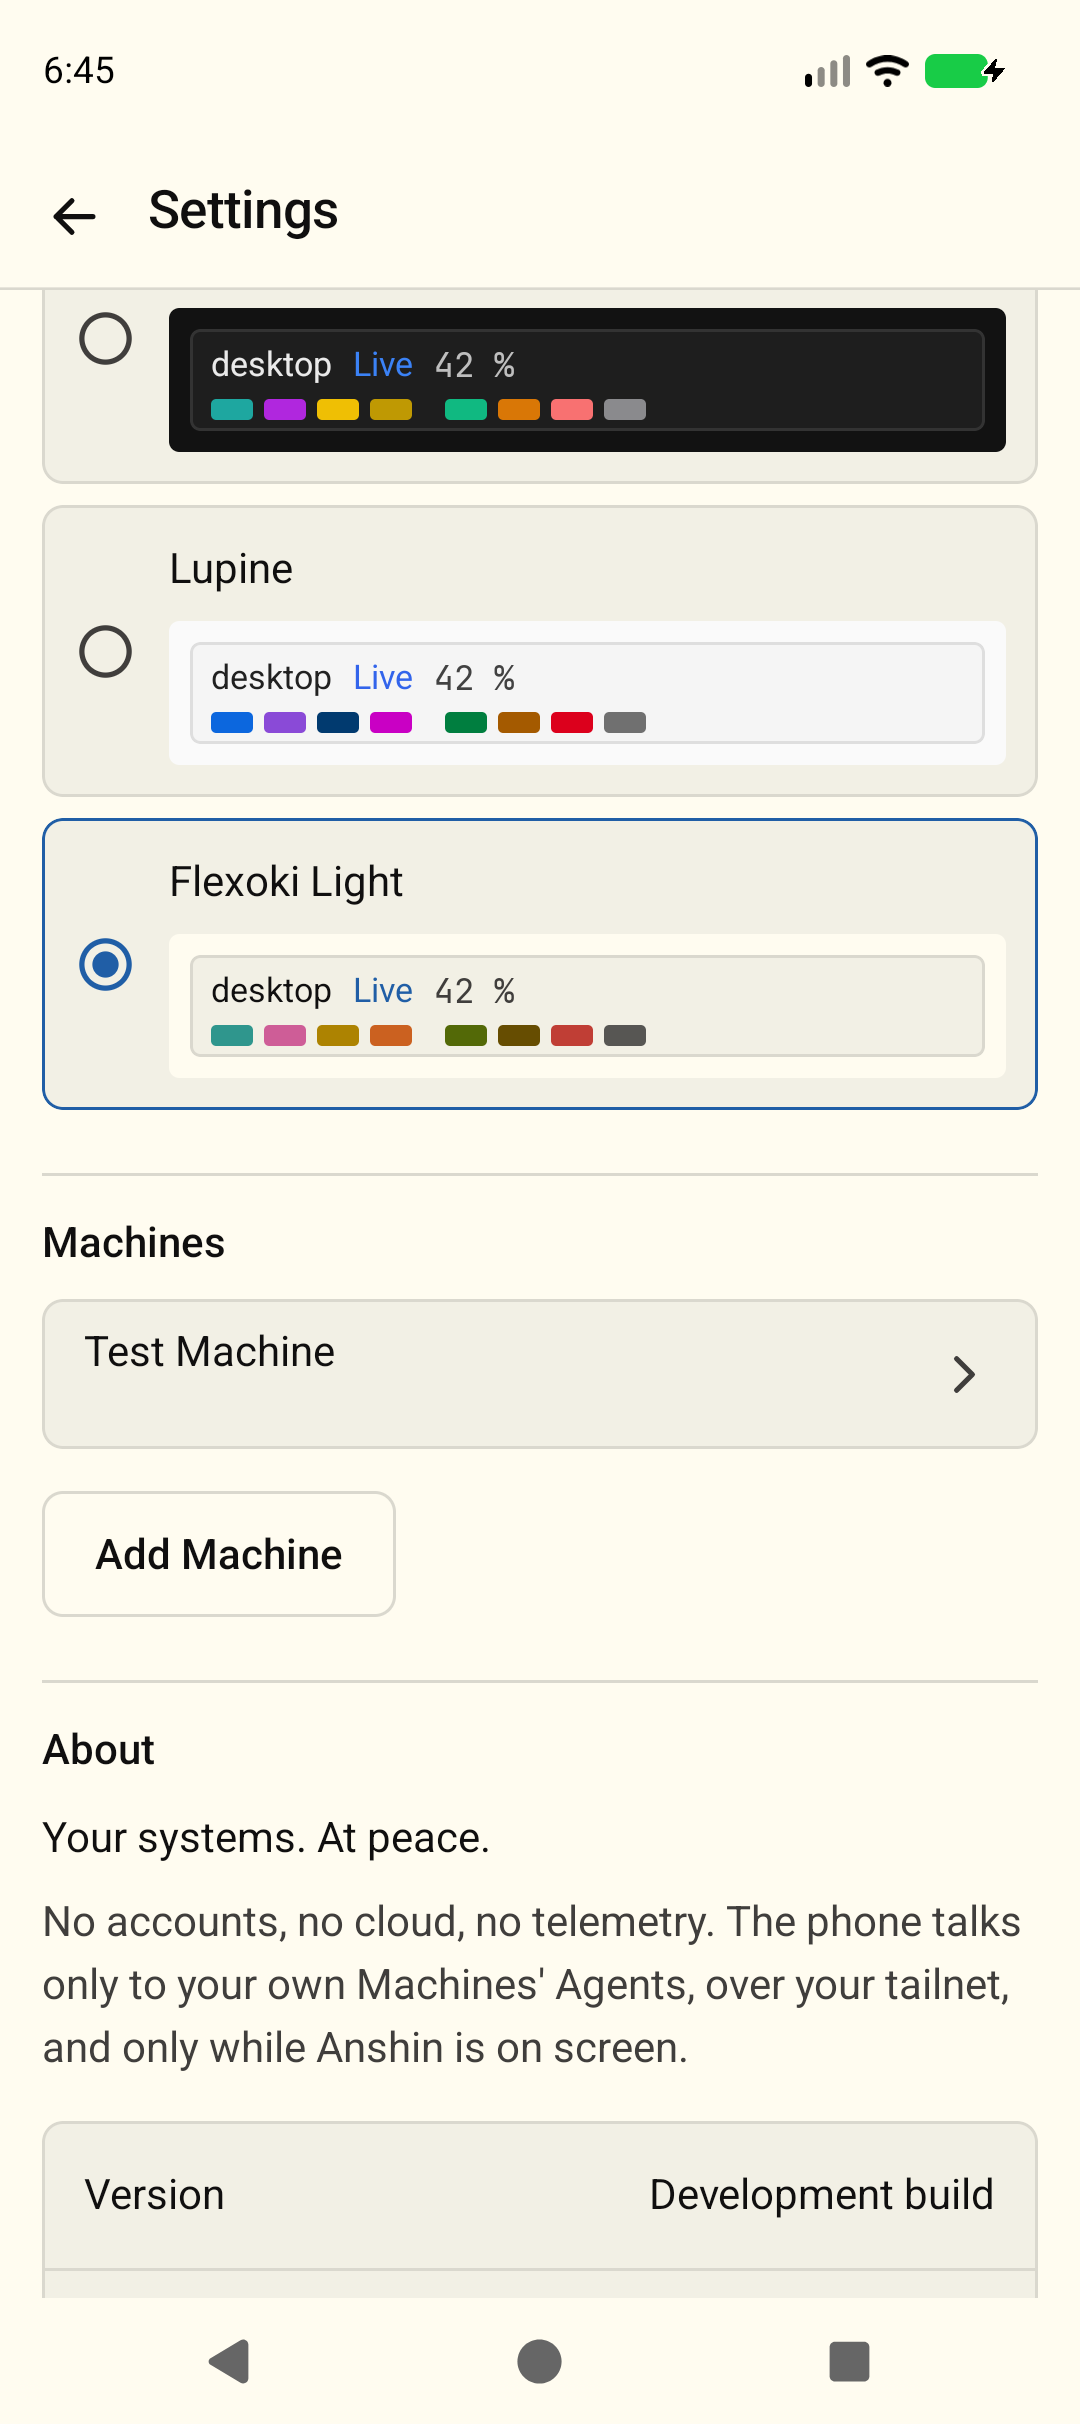 6:45
Settings
desktop Live 42 %
Lupine
desktop Live 42 %
Flexoki Light
desktop Live 42 %
Machines
Test Machine
Add Machine
About
Your systems. At peace.
No accounts, no cloud, no telemetry. The phone talks
only to your own Machines' Agents, over your tailnet,
and only while Anshin is on screen.
Version Development build